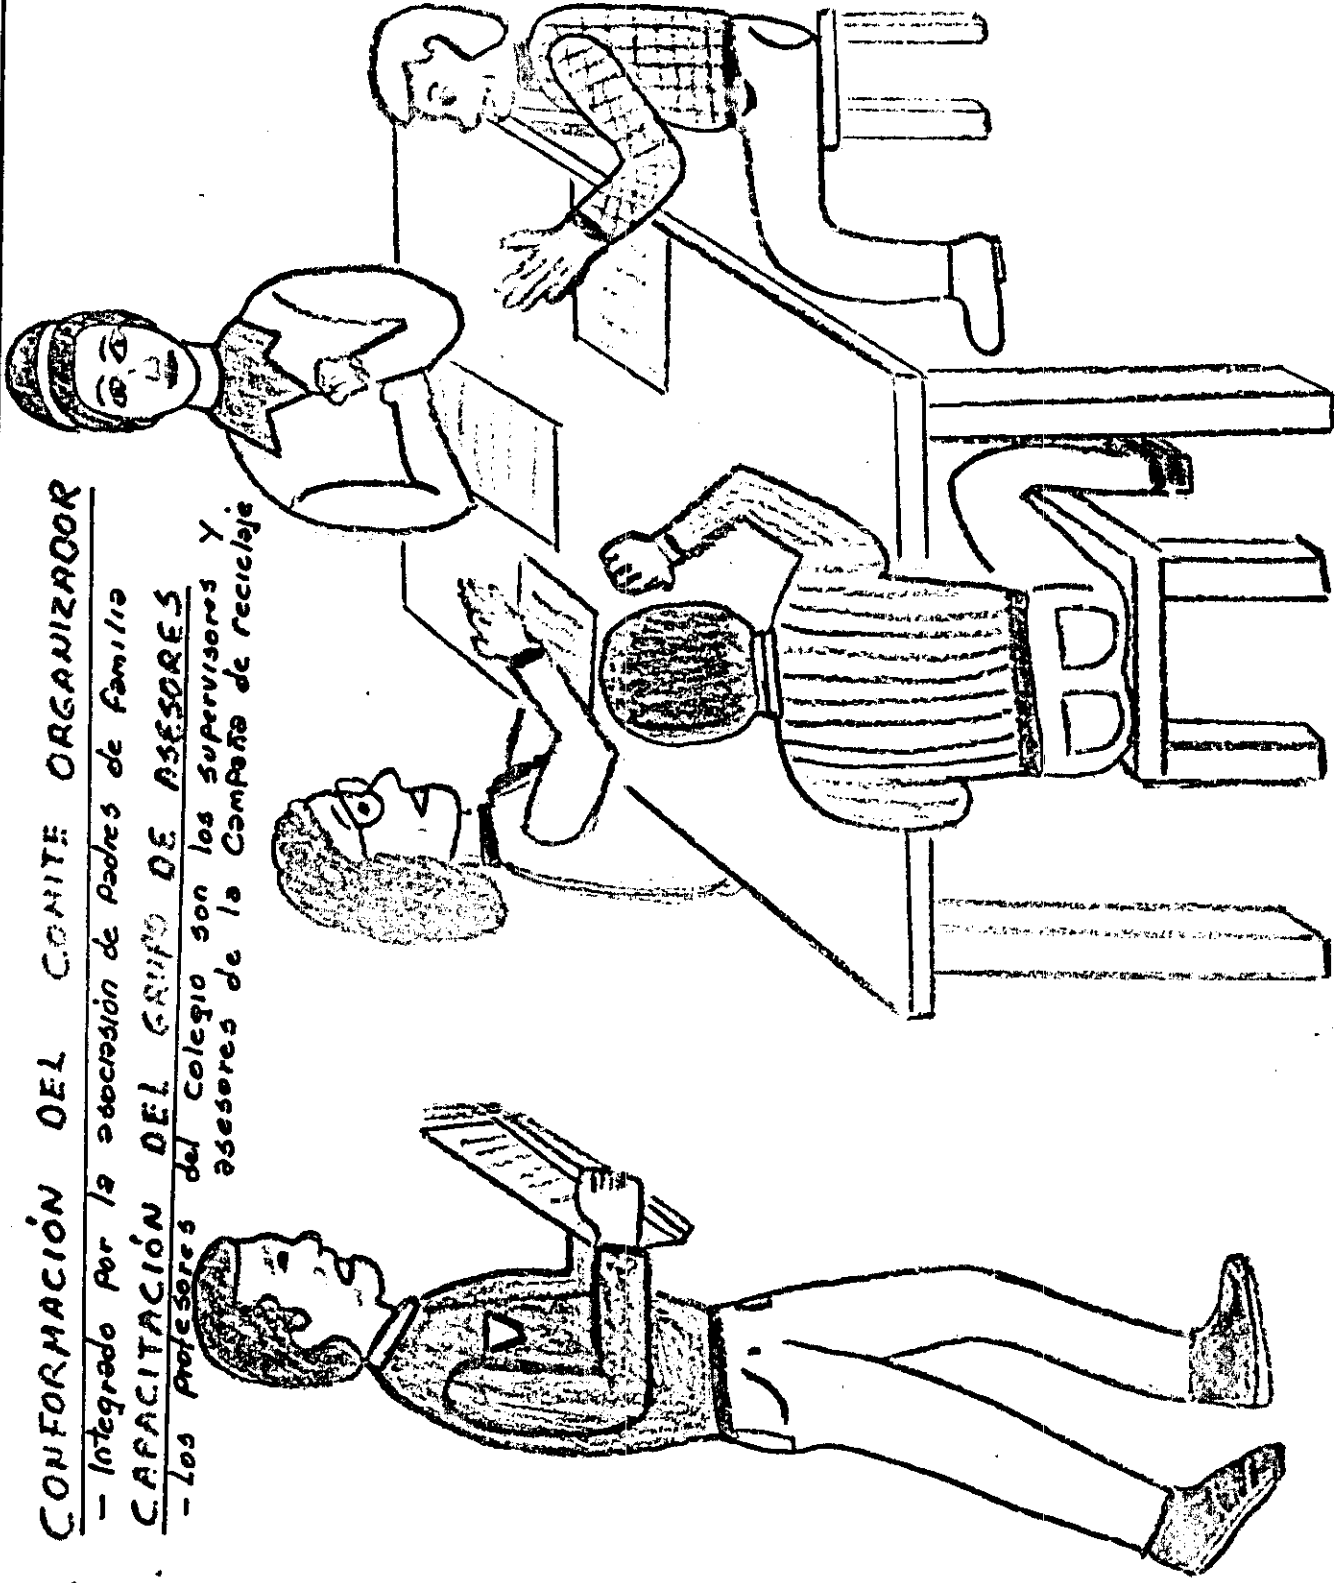 CONFORMACIÓN DEL COMITE ORGANIZADOR
- Integrado por la asociasión de Padres de familia
CAPACITACIÓN DEL GRUPO DE ASESORES
- Los Profesores del Colegio son los supervisores y
asesores de la Campaña de reciclaje